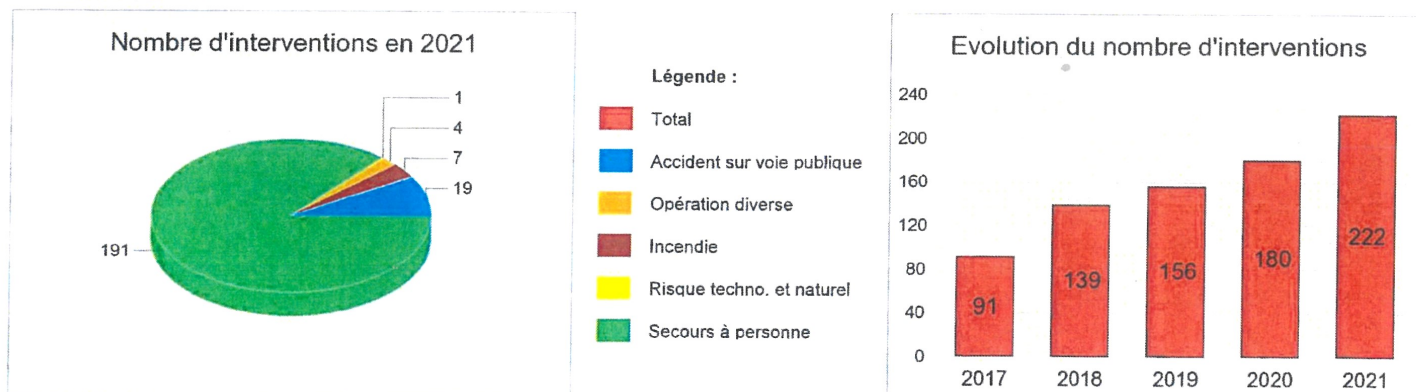 Nombre d'interventions en 2021
1
4
7
19
191
Légende :
Total
Accident sur voie publique
Opération diverse
Incendie
Risque techno. et naturel
Secours à personne
Evolution du nombre d'interventions
240
200
160
120
80
40
0
91
139
156
180
222
2017
2018
2019
2020
2021